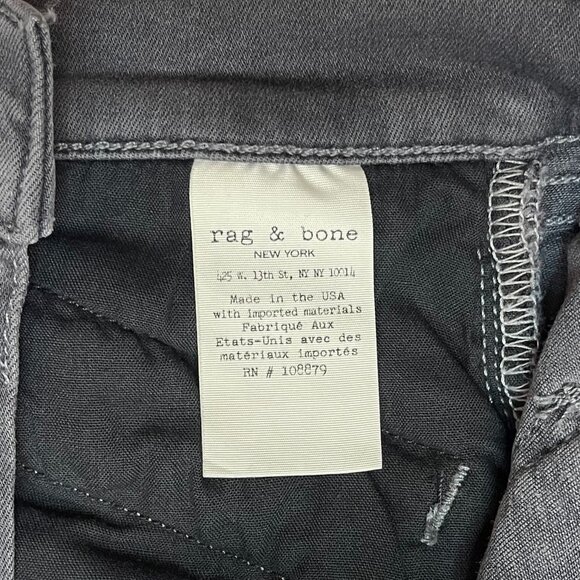 rag & bone
NEW YORK
425 W. 13th St, NY NY 10014
Made in the USA
with imported materials
Fabriqué Aux
Etats-Unis avec des
matériaux importés
RN # 108879